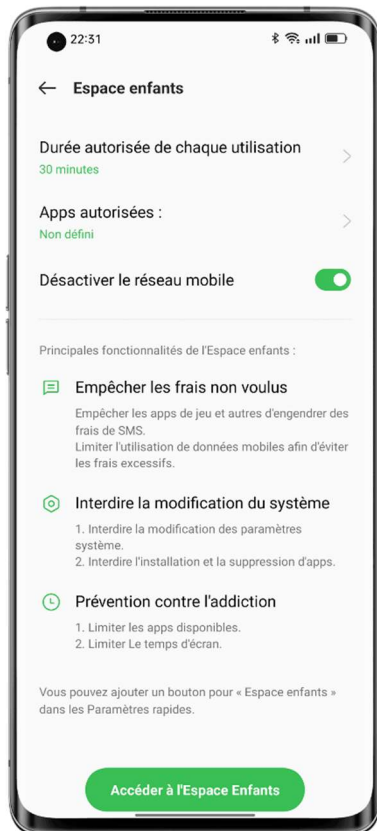 22:31
Espace enfants
Durée autorisée de chaque utilisation
30 minutes
Apps autorisées :
Non défini
Désactiver le réseau mobile
Principales fonctionnalités de l'Espace enfants :
Empêcher les frais non voulus
Empêcher les apps de jeu et autres d'engendrer des
frais de SMS.
Limiter l'utilisation de données mobiles afin d'éviter
les frais excessifs.
Interdire la modification du système
1. Interdire la modification des paramètres
système.
2. Interdire l'installation et la suppression d'apps.
Prévention contre l'addiction
1. Limiter les apps disponibles.
2. Limiter Le temps d'écran.
Vous pouvez ajouter un bouton pour « Espace enfants »
dans les Paramètres rapides.
Accéder à l'Espace Enfants